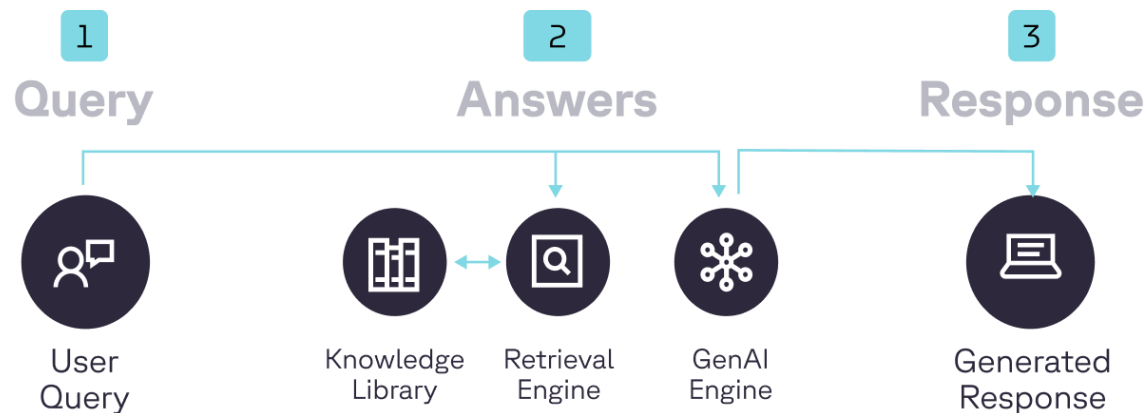 1
2
3
Query
Answers
Response
User
Query
Knowledge
Library
Retrieval
Engine
GenAI
Engine
Generated
Response